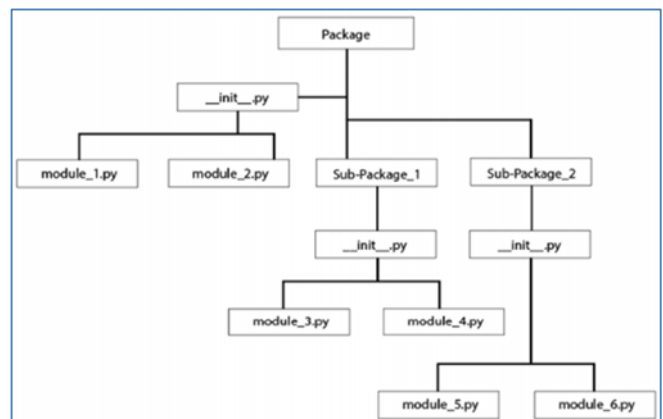 Package
__init__.py
module_1.py
module_2.py
Sub-Package_1
Sub-Package_2
__init__.py
__init__.py
module_3.py
module_4.py
module_5.py
module_6.py